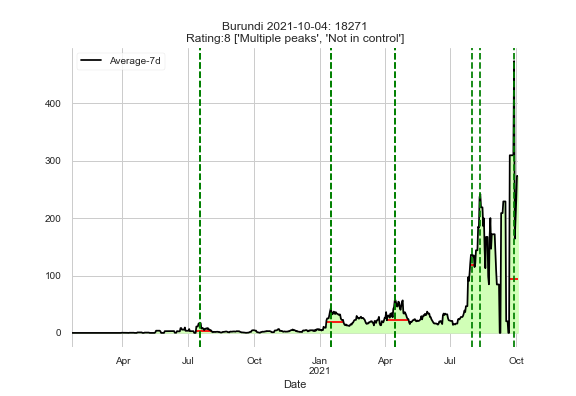 Burundi 2021-10-04: 18271
Rating:8 ['Multiple peaks', 'Not in control']
Average-7d
400
300
200
100
0
Apr Jul Oct Jan Apr Jul Oct
2021
Date